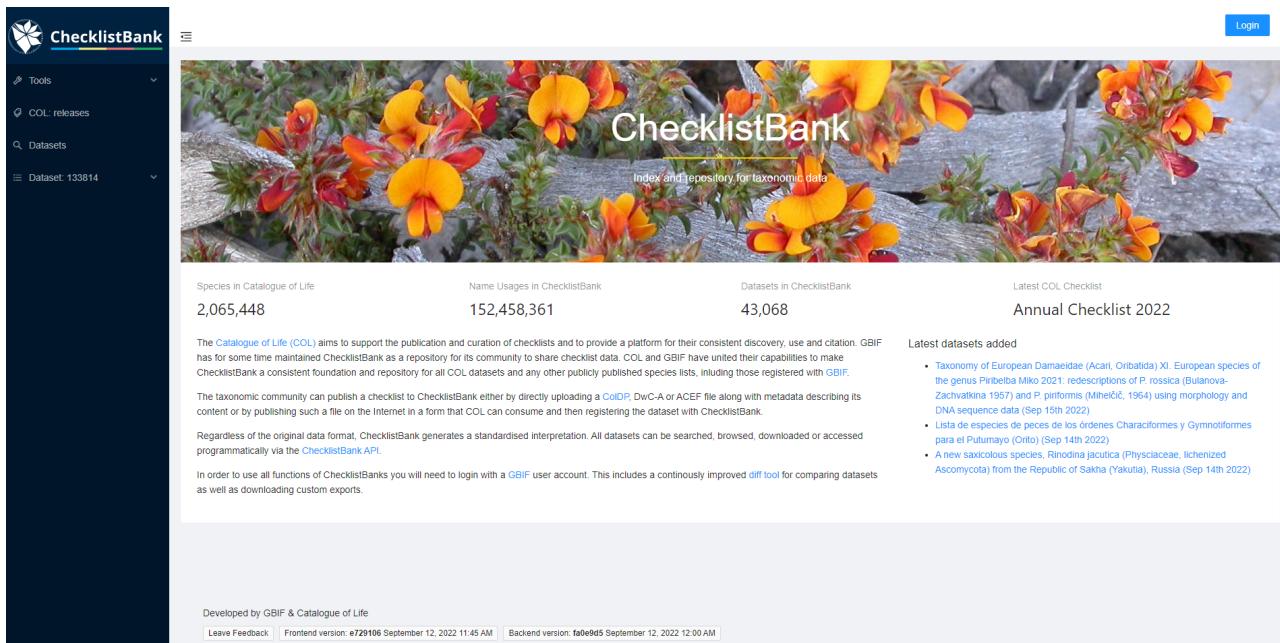 ChecklistBank
Login
Tools
COL: releases
Datasets
Dataset: 133814
ChecklistBank
Index and repository for taxonomic data
Species in Catalogue of Life
2,065,448
Name Usages in ChecklistBank
152,458,361
Datasets in ChecklistBank
43,068
Latest COL Checklist
Annual Checklist 2022
The Catalogue of Life (COL) aims to support the publication and curation of checklists and to provide a platform for their consistent discovery, use and citation. GBIF
has for some time maintained ChecklistBank as a repository for its community to share checklist data. COL and GBIF have united their capabilities to make
ChecklistBank a consistent foundation and repository for all COL datasets and any other publicly published species lists, inluding those registered with GBIF.
The taxonomic community can publish a checklist to ChecklistBank either by directly uploading a ColDP, DwC-A or ACEF file along with metadata describing its
content or by publishing such a file on the Internet in a form that COL can consume and then registering the dataset with ChecklistBank.
Regardless of the original data format, ChecklistBank generates a standardised interpretation. All datasets can be searched, browsed, downloaded or accessed
programmatically via the ChecklistBank API.
In order to use all functions of ChecklistBanks you will need to login with a GBIF user account. This includes a continously improved diff tool for comparing datasets
as well as downloading custom exports.
Latest datasets added
Taxonomy of European Damaeidae (Acari, Oribatida) XI. European species of
the genus Piribelba Miko 2021: redescriptions of P. rossica (Bulanova-
Zachvatkina 1957) and P. piriformis (Mihelčič, 1964) using morphology and
DNA sequence data (Sep 15th 2022)
Lista de especies de peces de los órdenes Characiformes y Gymnotiformes
para el Putumayo (Orito) (Sep 14th 2022)
A new saxicolous species, Rinodina jacutica (Physciaceae, lichenized
Ascomycota) from the Republic of Sakha (Yakutia), Russia (Sep 14th 2022)
Developed by GBIF & Catalogue of Life
Leave Feedback
Frontend version: e729106 September 12, 2022 11:45 AM
Backend version: fa0e9d5 September 12, 2022 12:00 AM